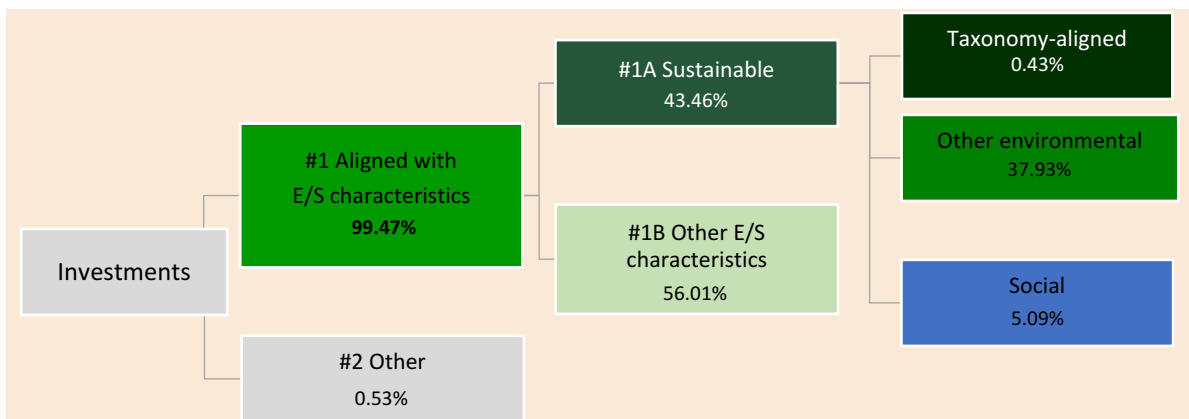 Investments
#1 Aligned with
E/S characteristics
99.47%
#2 Other
0.53%
#1A Sustainable
43.46%
#1B Other E/S
characteristics
56.01%
Taxonomy-aligned
0.43%
Other environmental
37.93%
Social
5.09%